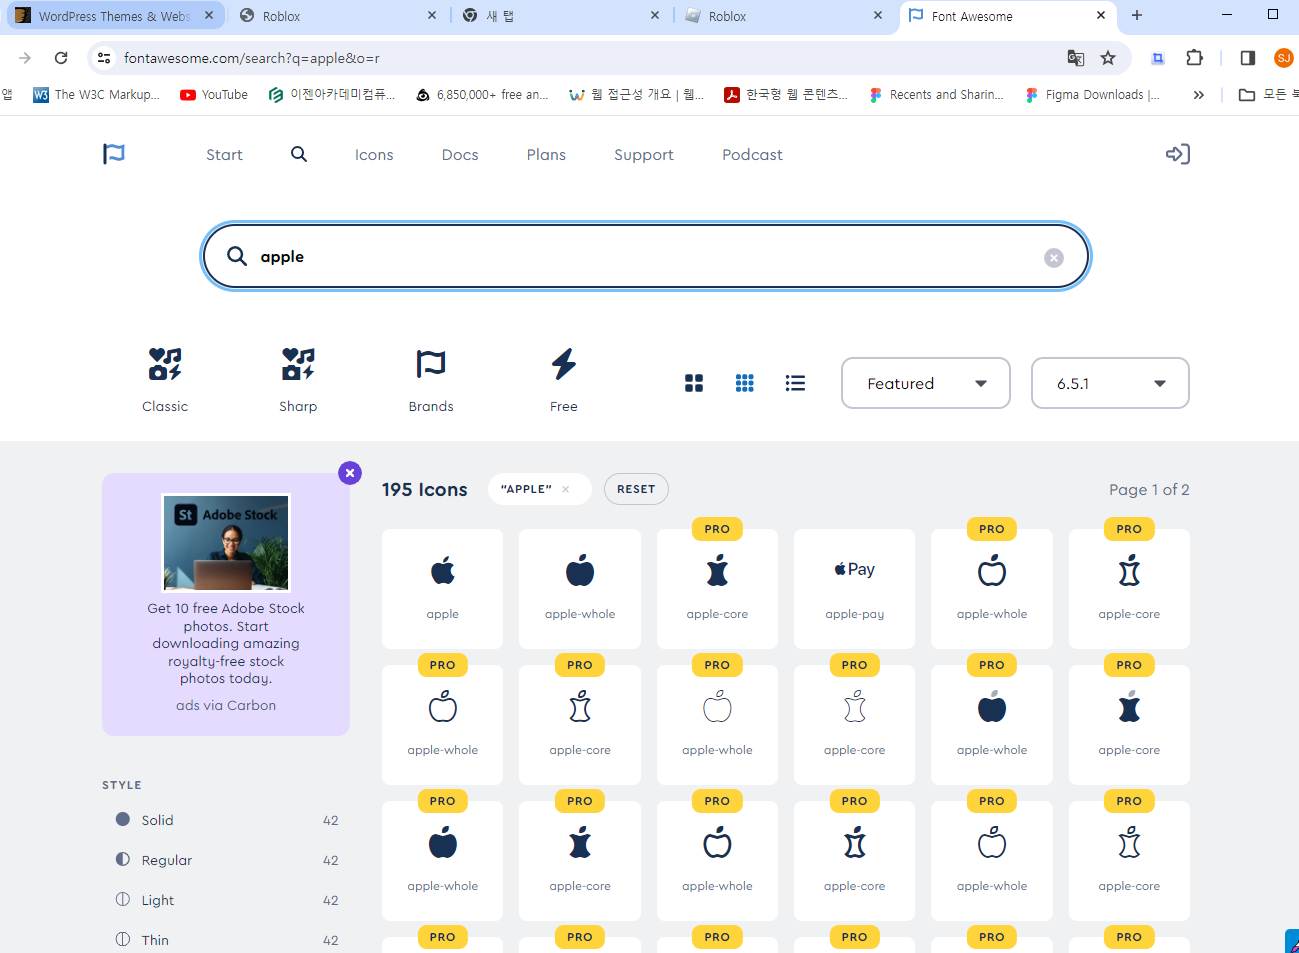 WordPress Themes & Webs
Roblox
새 탭
Roblox
Font Awesome
fontawesome.com/search?q=apple&o=r
SJ
앱
The W3C Markup...
YouTube
이젠아카데미컴퓨...
6,850,000+ free an...
웹 접근성 개요 | 웹...
한국형 웹 콘텐츠...
Recents and Sharin...
Figma Downloads |...
모든 북
Start
Icons
Docs
Plans
Support
Podcast
apple
Classic
Sharp
Brands
Free
Featured
6.5.1
St Adobe Stock
Get 10 free Adobe Stock
photos. Start
downloading amazing
royalty-free stock
photos today.
ads via Carbon
STYLE
Solid 42
Regular 42
Light 42
Thin 42
195 Icons
"APPLE"
RESET
Page 1 of 2
PRO PRO PRO
Pay
apple apple-whole apple-core apple-pay apple-whole apple-core
PRO PRO PRO PRO PRO PRO
apple-whole apple-core apple-whole apple-core apple-whole apple-core
PRO PRO PRO PRO PRO PRO
apple-whole apple-core apple-whole apple-core apple-whole apple-core
PRO PRO PRO PRO PRO PRO